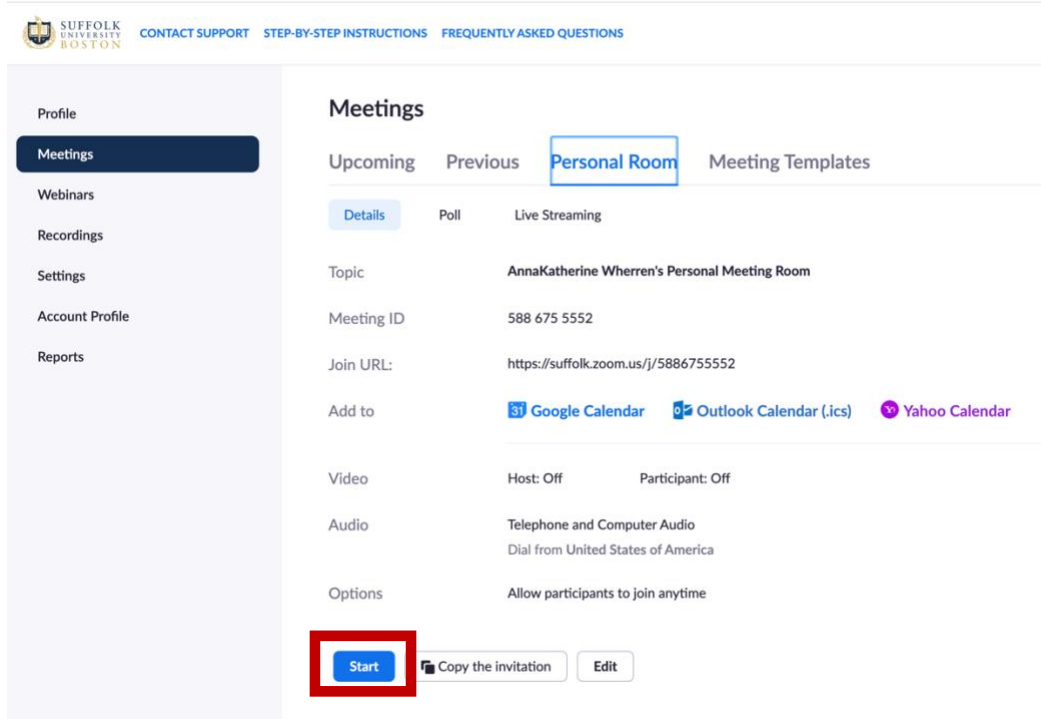 SUFFOLK
UNIVERSITY
BOSTON
CONTACT SUPPORT STEP-BY-STEP INSTRUCTIONS FREQUENTLY ASKED QUESTIONS
Profile
Meetings
Webinars
Recordings
Settings
Account Profile
Reports
Meetings
Upcoming Previous Personal Room Meeting Templates
Details Poll Live Streaming
Topic AnnaKatherine Wherren's Personal Meeting Room
Meeting ID 588 675 5552
Join URL: https://suffolk.zoom.us/j/5886755552
Add to 31 Google Calendar Outlook Calendar (.ics) Yahoo Calendar
Video Host: Off Participant: Off
Audio Telephone and Computer Audio
Dial from United States of America
Options Allow participants to join anytime
Start Copy the invitation Edit